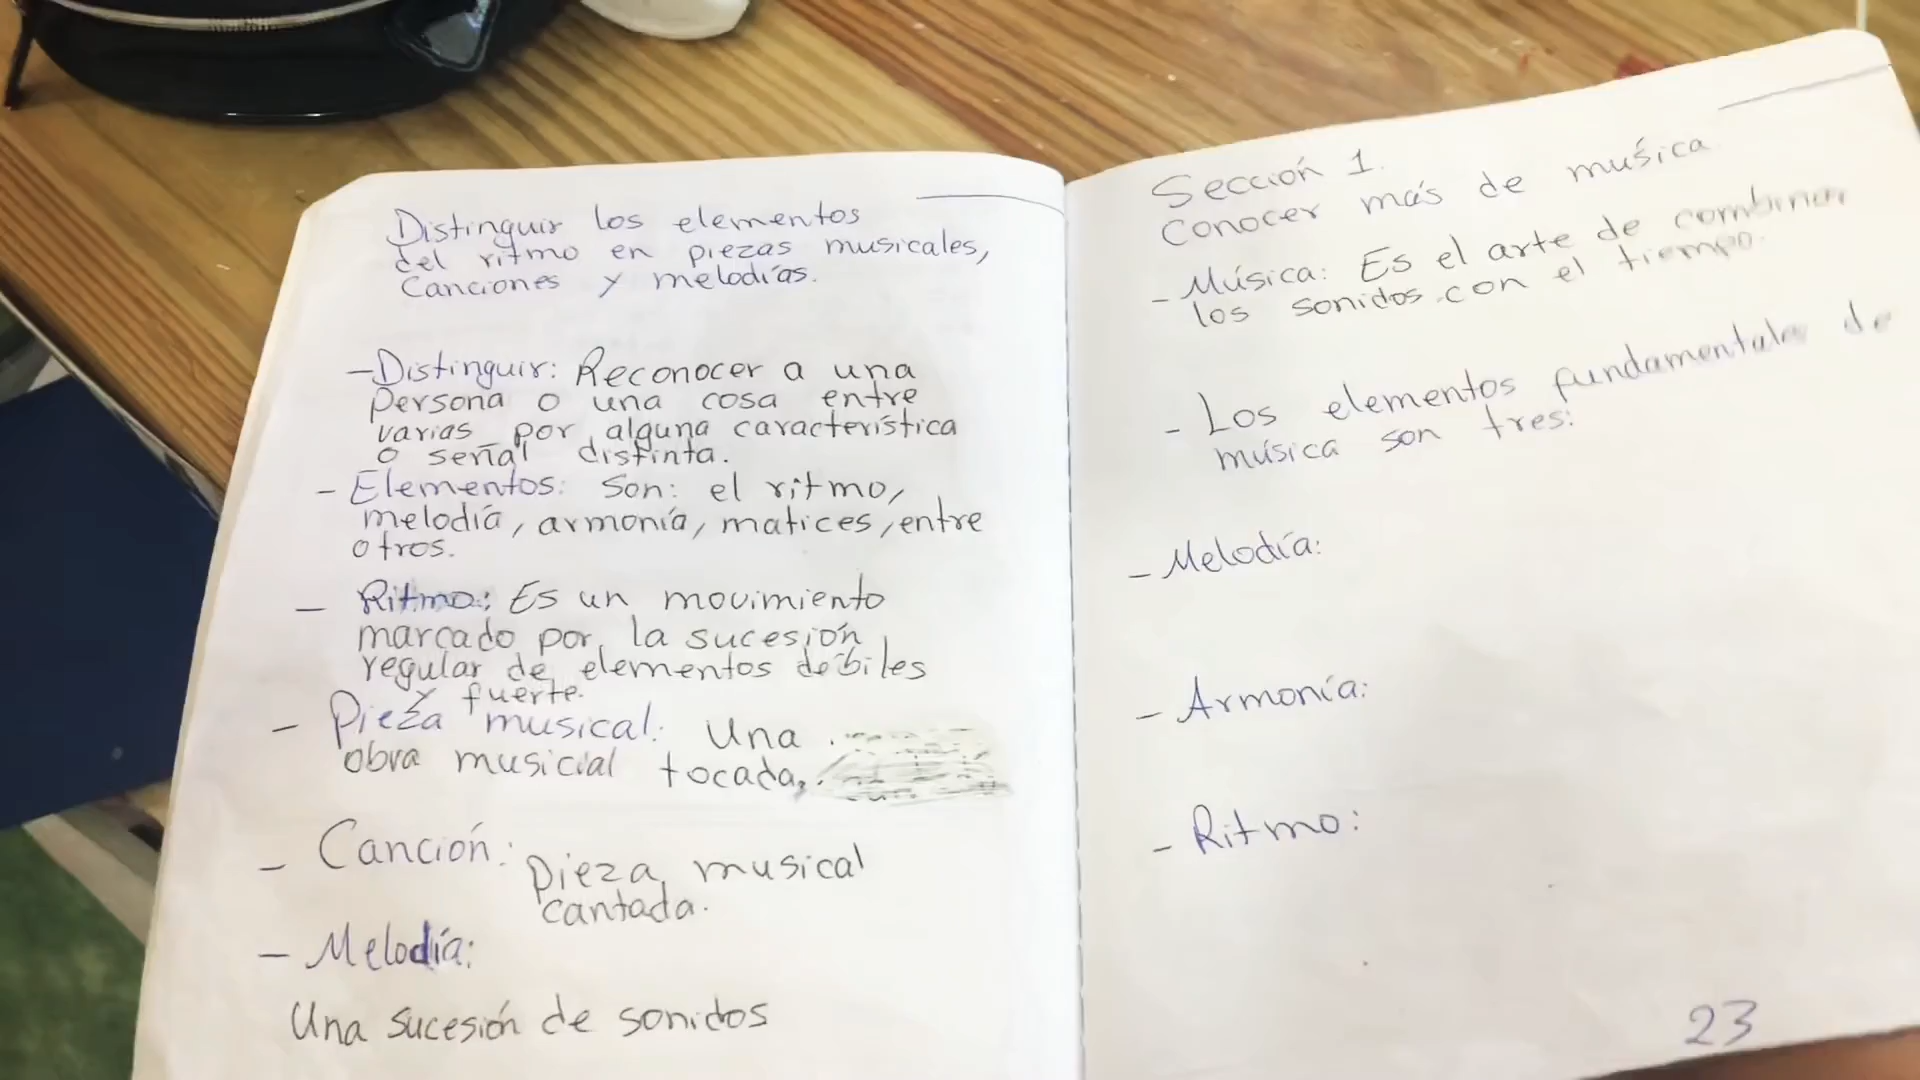 Distinguir los elementos
del ritmo en piezas musicales,
Canciones y melodías.
- Distinguir: Reconocer a una
persona o una cosa entre
varias por alguna característica
o señal distinta.
- Elementos: Son: el ritmo,
melodía, armonía, matices, entre
otros.
- Ritmo: Es un movimiento
marcado por la sucesión
regular de elementos débiles
y fuerte.
- Pieza musical: Una
obra musicial tocada,
- Canción: Pieza musical
cantada.
- Melodía:
Una sucesión de sonidos
Sección 1.
Conocer más de música
- Música: Es el arte de combinar
los sonidos con el tiempo.
- Los elementos fundamentales de
música son tres:
- Melodía:
- Armonía:
- Ritmo:
23